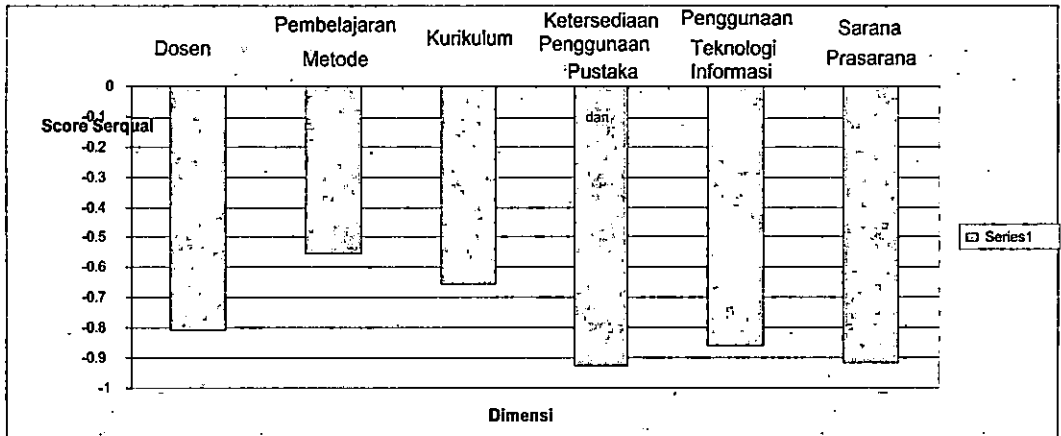 Dosen
Pembelajaran
Metode
Kurikulum
Ketersediaan
Penggunaan
Pustaka
Penggunaan
Teknologi
Informasi
Sarana
Prasarana
0
-0.1
dan
Score Serqual
-0.2
-0.3
-0.4
-0.5
-0.6
-0.7
-0.8
-0.9
-1
Series1
Dimensi